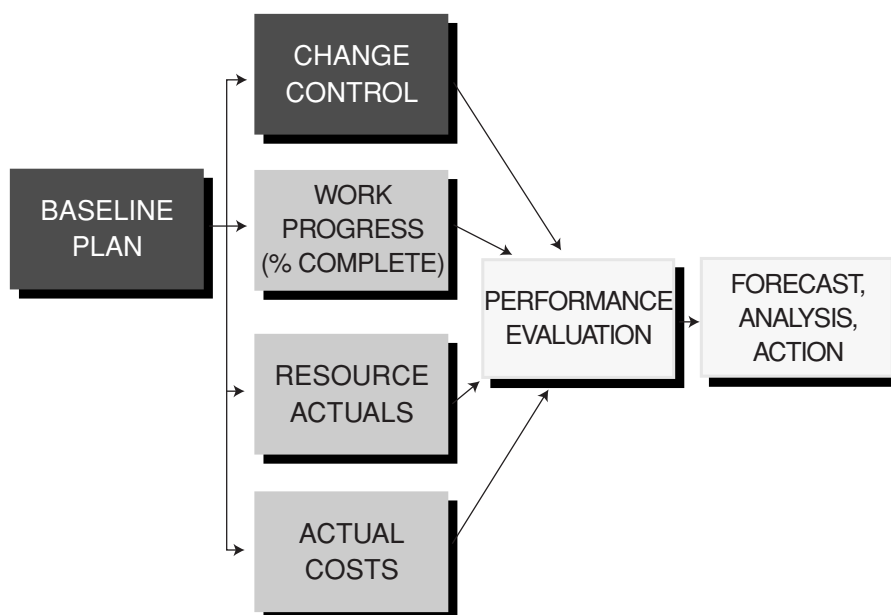 CHANGE
CONTROL
BASELINE
PLAN
WORK
PROGRESS
(% COMPLETE)
PERFORMANCE
EVALUATION
FORECAST,
ANALYSIS,
ACTION
RESOURCE
ACTUALS
ACTUAL
COSTS